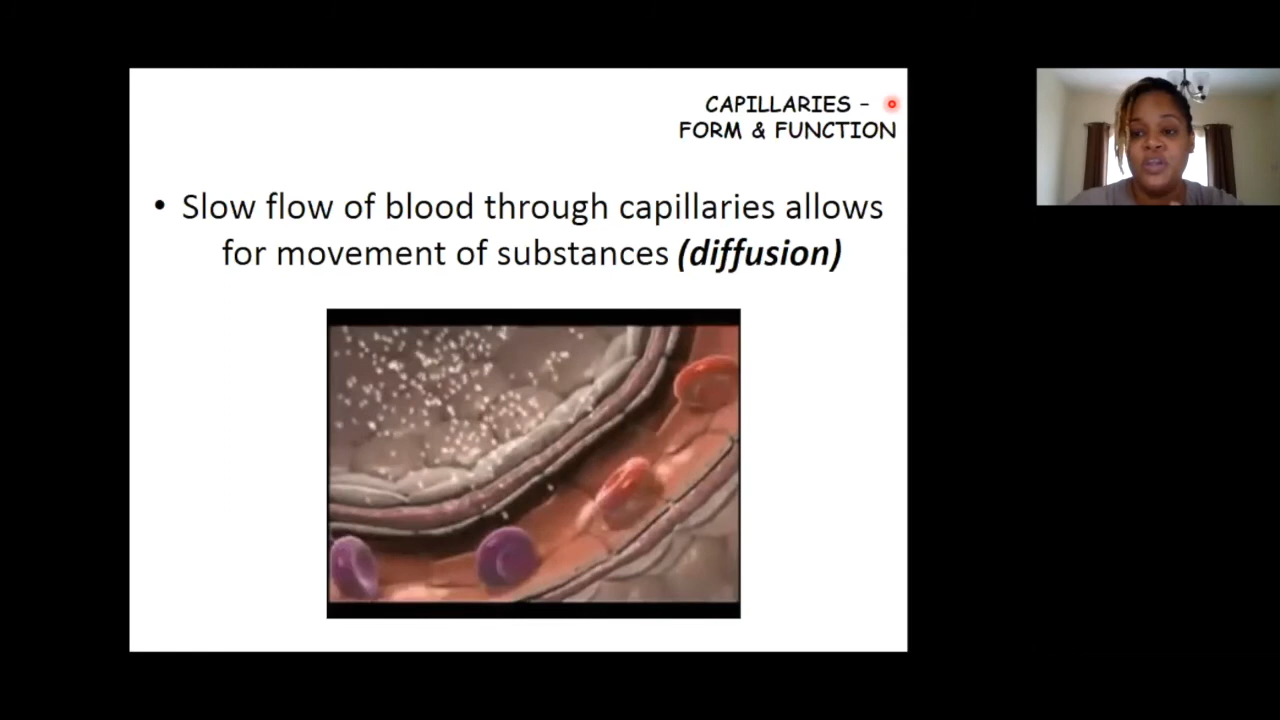 CAPILLARIES –
FORM & FUNCTION
• Slow flow of blood through capillaries allows
for movement of substances (diffusion)